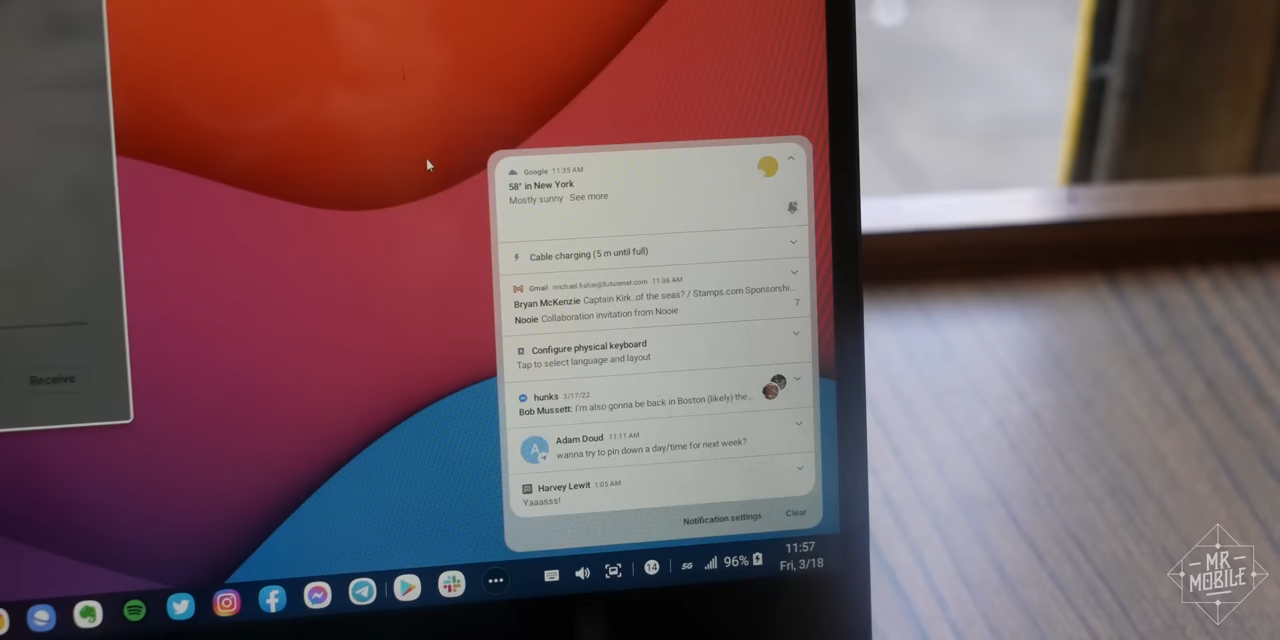 Google 11:35 AM
58° in New York
Mostly sunny See more
Cable charging (5 m until full)
Gmail michael.fisher@futurenet.com 11:36 AM
Bryan McKenzie Captain Kirk..of the seas? / Stamps.com Sponsorshi...
Nooie Collaboration invitation from Nooie
7
Configure physical keyboard
Tap to select language and layout
hunks 3/17/22
Bob Mussett: I'm also gonna be back in Boston (likely) the...
A
Adam Doud 11:11 AM
wanna try to pin down a day/time for next week?
Harvey Lewit 1:05 AM
Yaaasss!
Notification settings Clear
Receive
14
5G
96%
11:57
Fri, 3/18
MR
MOBILE